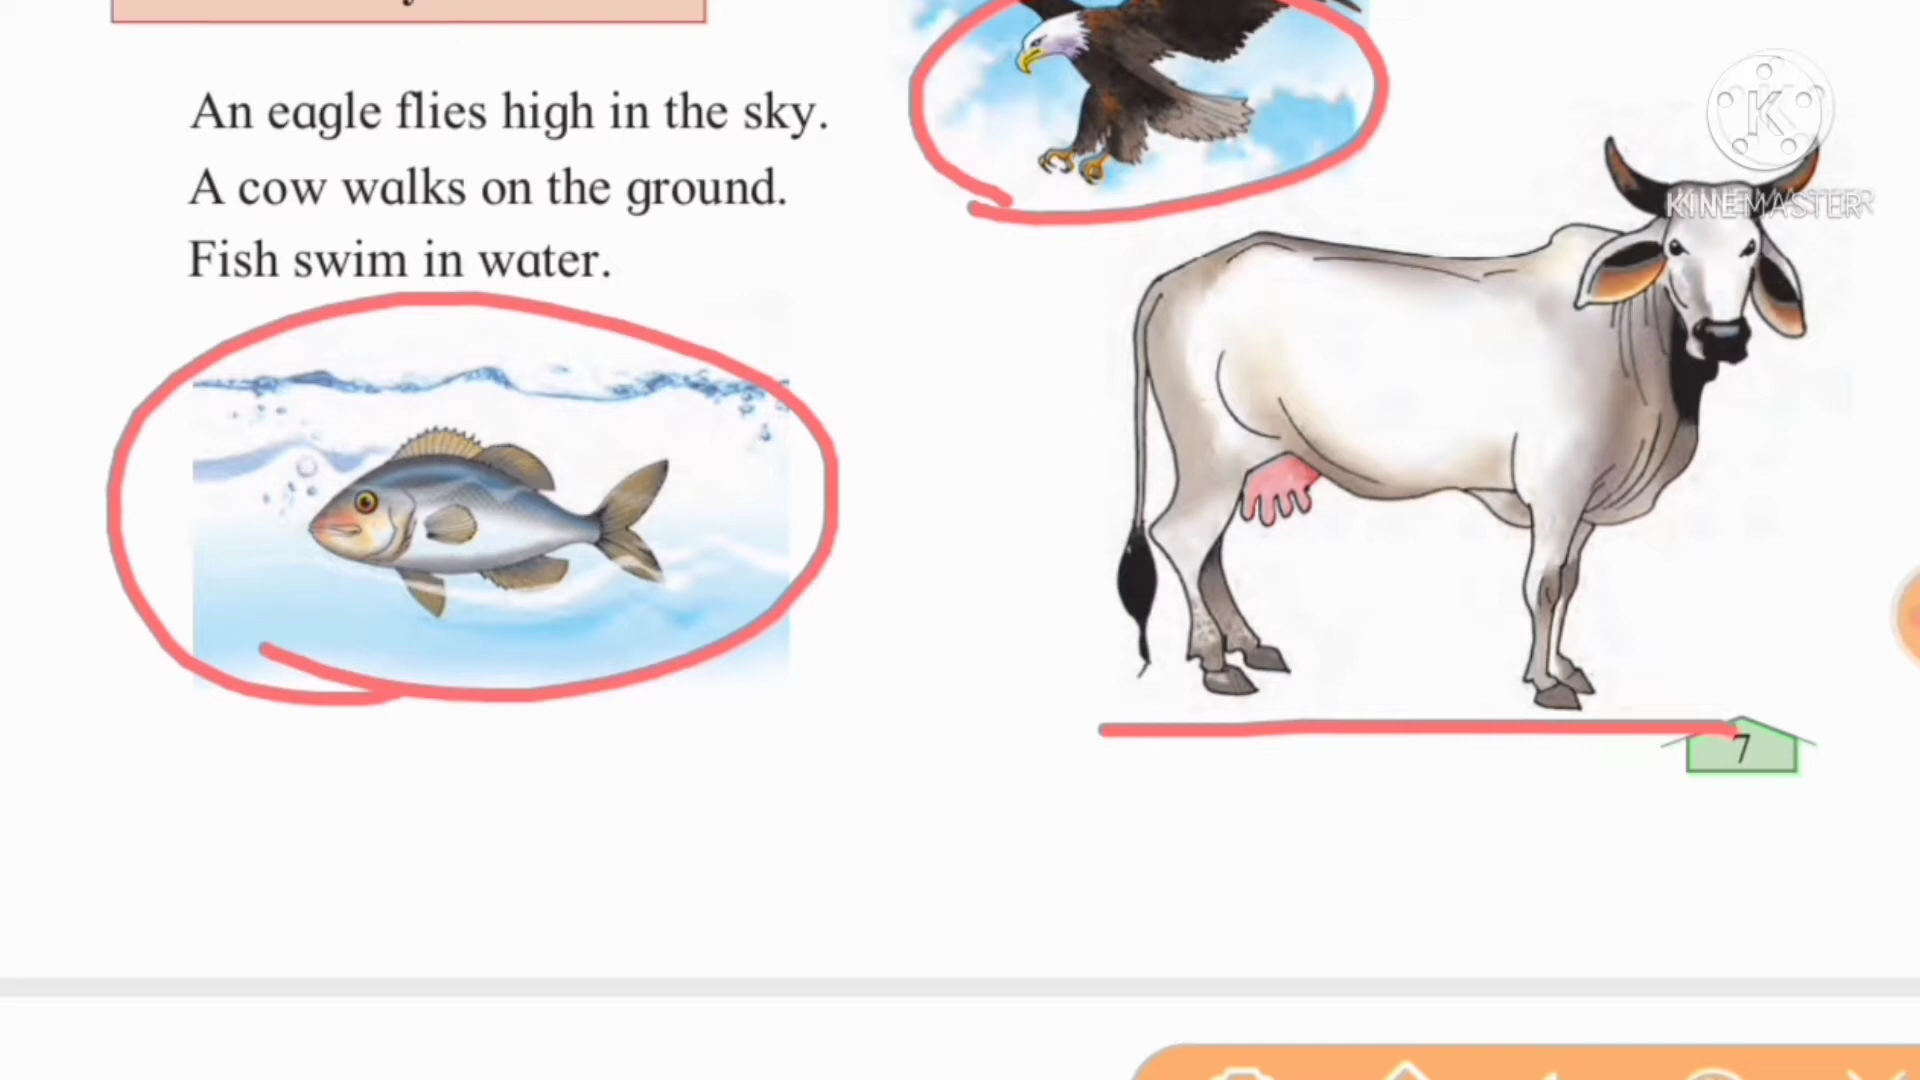 An eagle flies high in the sky.
A cow walks on the ground.
Fish swim in water.
K
KINEMASTER
7